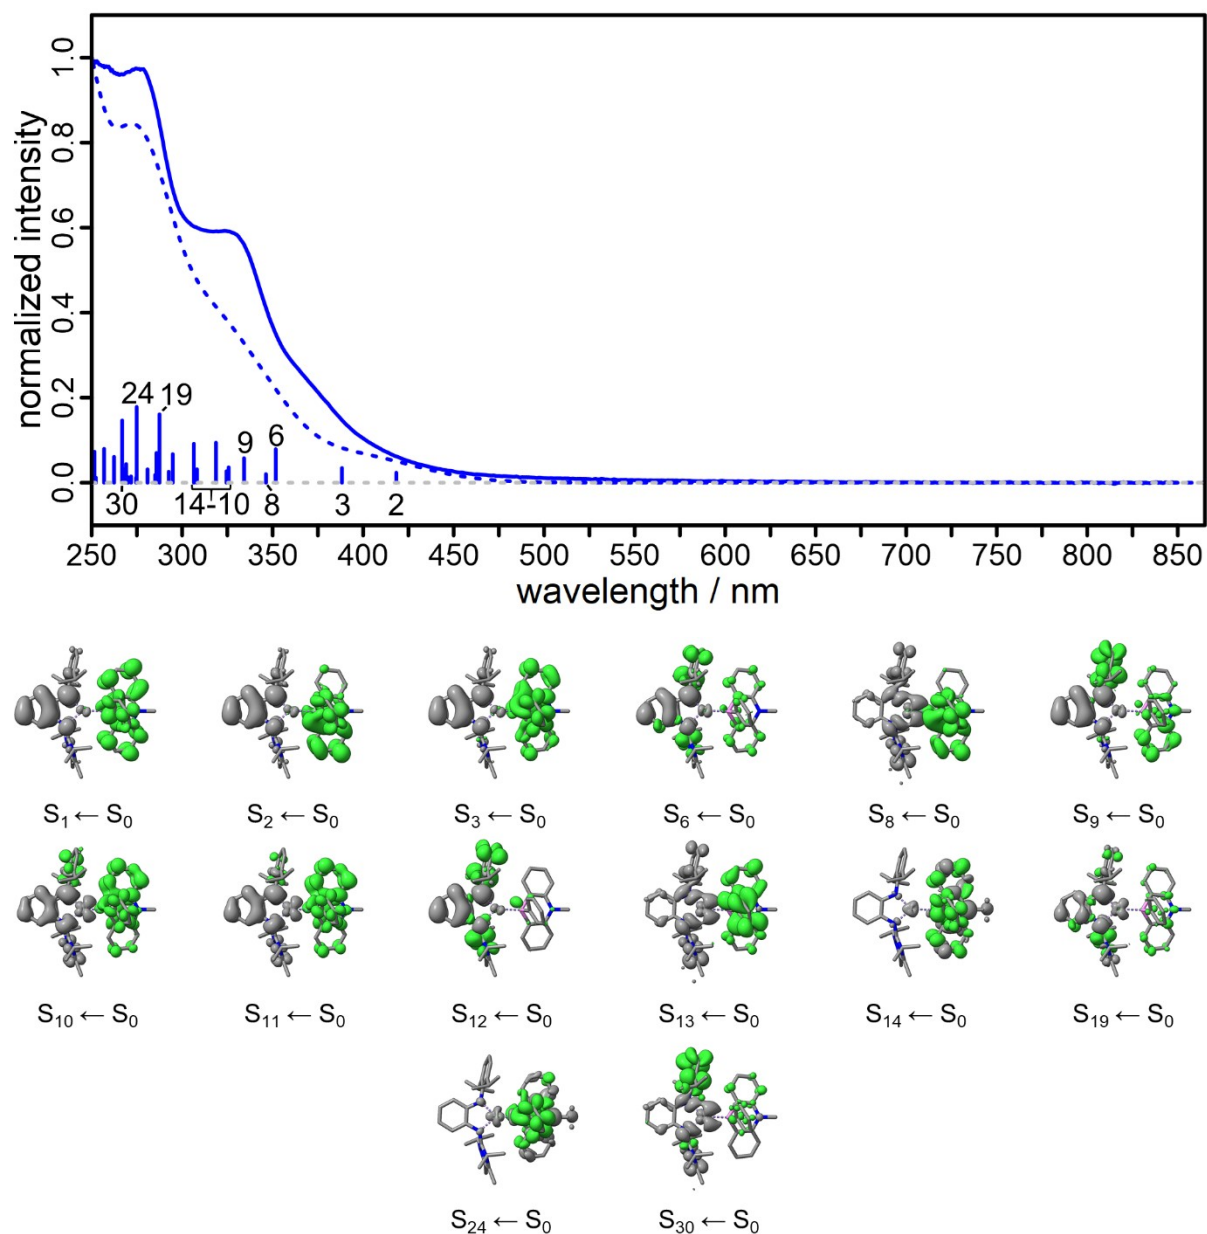 normalized intensity
1.0
0.8
0.6
0.4
0.2
0.0
24 19
9 6
30 14-10 8 3 2
250 300 350 400 450 500 550 600 650 700 750 800 850
wavelength / nm
S₁ ← S₀ S₂ ← S₀ S₃ ← S₀ S₆ ← S₀ S₈ ← S₀ S₉ ← S₀
S₁₀ ← S₀ S₁₁ ← S₀ S₁₂ ← S₀ S₁₃ ← S₀ S₁₄ ← S₀ S₁₉ ← S₀
S₂₄ ← S₀ S₃₀ ← S₀